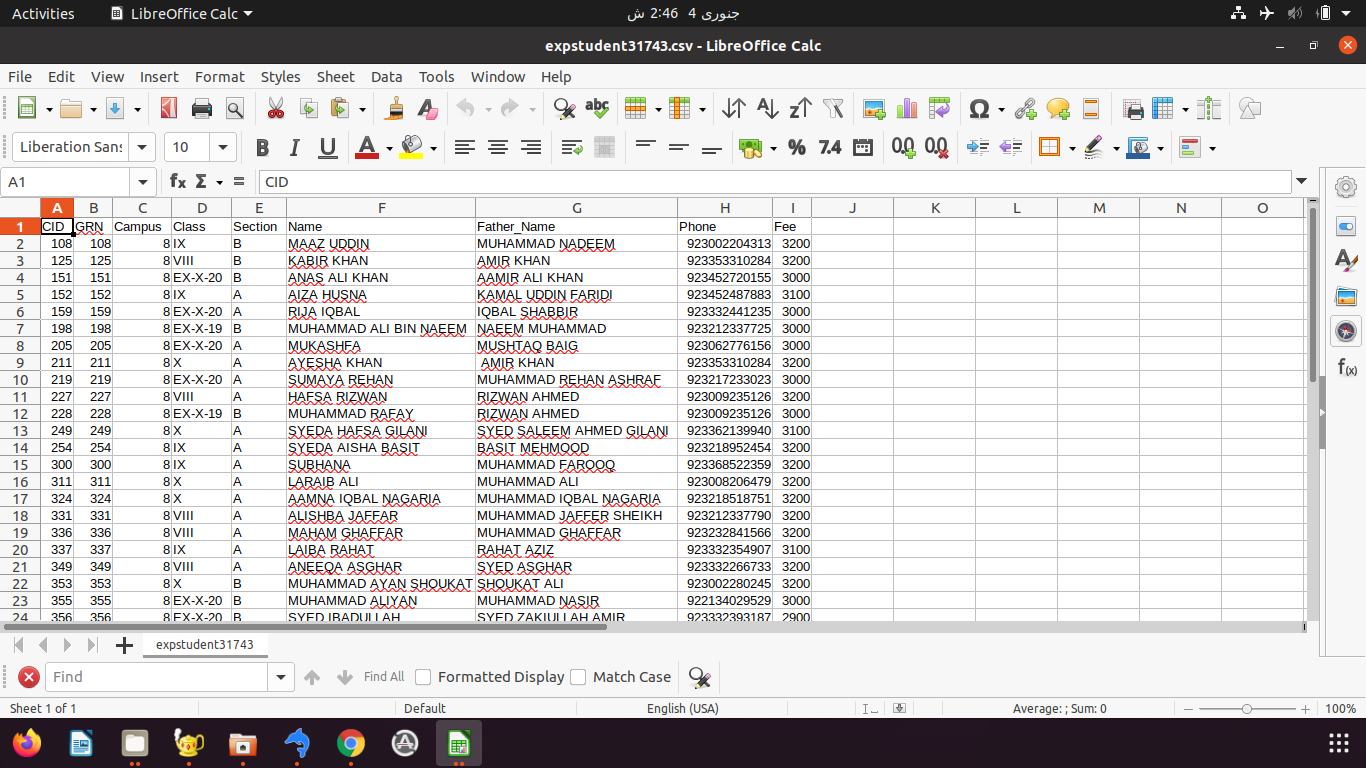 Activities LibreOffice Calc جنوری 4 2:46 ش
expstudent31743.csv - LibreOffice Calc
File Edit View Insert Format Styles Sheet Data Tools Window Help
Liberation Sans 10
A1 CID
A B C D E F G H I J K L M N O
1 CID GRN Campus Class Section Name Father_Name Phone Fee
2 108 108 8 IX B MAAZ UDDIN MUHAMMAD NADEEM 923002204313 3200
3 125 125 8 VIII B KABIR KHAN AMIR KHAN 923353310284 3200
4 151 151 8 EX-X-20 B ANAS ALI KHAN AAMIR ALI KHAN 923452720155 3000
5 152 152 8 IX A AIZA HUSNA KAMAL UDDIN FARIDI 923452487883 3100
6 159 159 8 EX-X-20 A RIJA IQBAL IQBAL SHABBIR 923332441235 3000
7 198 198 8 EX-X-19 B MUHAMMAD ALI BIN NAEEM NAEEM MUHAMMAD 923212337725 3000
8 205 205 8 EX-X-20 A MUKASHFA MUSHTAQ BAIG 923062776156 3000
9 211 211 8 X A AYESHA KHAN AMIR KHAN 923353310284 3200
10 219 219 8 EX-X-20 A SUMAYA REHAN MUHAMMAD REHAN ASHRAF 923217233023 3000
11 227 227 8 VIII A HAFSA RIZWAN RIZWAN AHMED 923009235126 3200
12 228 228 8 EX-X-19 B MUHAMMAD RAFAY RIZWAN AHMED 923009235126 3000
13 249 249 8 X A SYEDA HAFSA GILANI SYED SALEEM AHMED GILANI 923362139940 3100
14 254 254 8 IX A SYEDA AISHA BASIT BASIT MEHMOOD 923218952454 3200
15 300 300 8 IX A SUBHANA MUHAMMAD FAROOQ 923368522359 3200
16 311 311 8 X A LARAIB ALI MUHAMMAD ALI 923008206479 3200
17 324 324 8 X A AAMNA IQBAL NAGARIA MUHAMMAD IQBAL NAGARIA 923218518751 3200
18 331 331 8 VIII A ALISHBA JAFFAR MUHAMMAD JAFFER SHEIKH 923212337790 3200
19 336 336 8 VIII A MAHAM GHAFFAR MUHAMMAD GHAFFAR 923232841566 3200
20 337 337 8 IX A LAIBA RAHAT RAHAT AZIZ 923332354907 3100
21 349 349 8 VIII A ANEEQA ASGHAR SYED ASGHAR 923332266733 3200
22 353 353 8 X B MUHAMMAD AYAN SHOUKAT SHOUKAT ALI 923002280245 3200
23 355 355 8 EX-X-20 B MUHAMMAD ALIYAN MUHAMMAD NASIR 922134029529 3000
24 356 356 8 EX-X-20 B SYED IBADULLAH SYED ZAKIULLAH AMIR 923332393187 2900
expstudent31743
Find Find All Formatted Display Match Case
Sheet 1 of 1 Default English (USA) Average: ; Sum: 0 100%